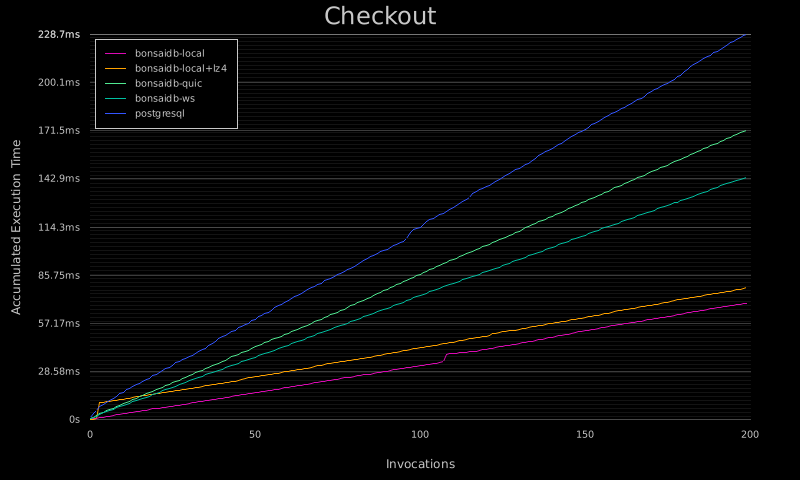 Checkout
228.7ms
200.1ms
171.5ms
142.9ms
114.3ms
85.75ms
57.17ms
28.58ms
0s
bonsaidb-local
bonsaidb-local+lz4
bonsaidb-quic
bonsaidb-ws
postgresql
Accumulated Execution Time
0 50 100 150 200
Invocations